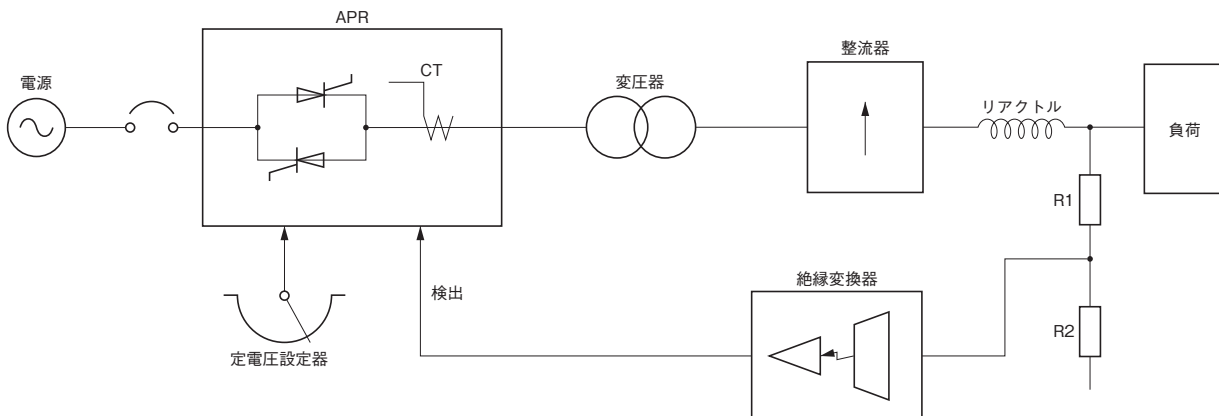 APR
電源
CT
変圧器
整流器
リアクトル
負荷
R1
R2
絶縁変換器
検出
定電圧設定器